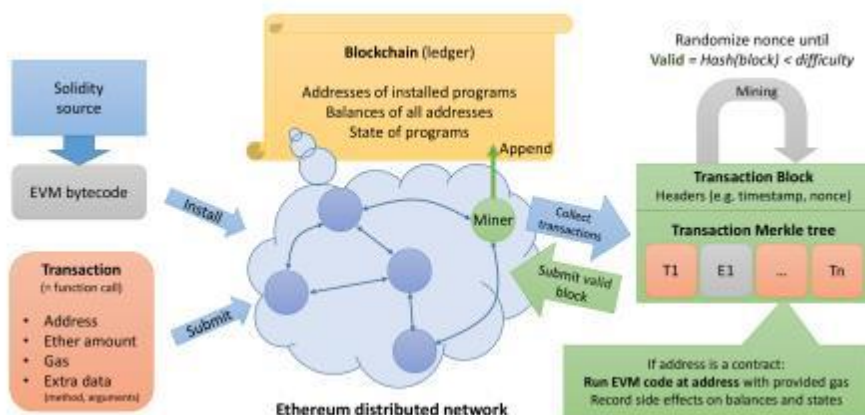 Solidity
source
EVM bytecode
Install
Transaction
(= function call)
• Address
• Ether amount
• Gas
• Extra data
(method, arguments)
Submit
Blockchain (ledger)
Addresses of installed programs
Balances of all addresses
State of programs
Append
Miner
Ethereum distributed network
Collect
transactions
Submit valid
block
Randomize nonce until
Valid = Hash(block) < difficulty
Mining
Transaction Block
Headers (e.g. timestamp, nonce)
Transaction Merkle tree
T1
E1
...
Tn
If address is a contract:
Run EVM code at address with provided gas
Record side effects on balances and states